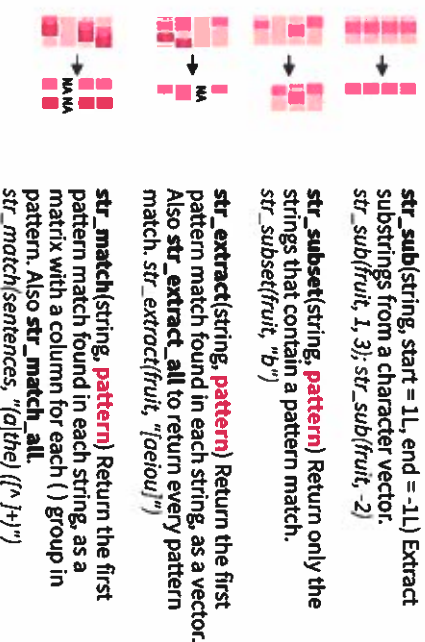 str_sub(string, start = 1L, end = -1L) Extract
substrings from a character vector.
str_sub(fruit, 1, 3); str_sub(fruit, -2)
str_subset(string, pattern) Return only the
strings that contain a pattern match.
str_subset(fruit, "b")
NA
str_extract(string, pattern) Return the first
pattern match found in each string, as a vector.
Also str_extract_all to return every pattern
match. str_extract(fruit, "[aeiou]")
NA NA
str_match(string, pattern) Return the first
pattern match found in each string, as a
matrix with a column for each ( ) group in
pattern. Also str_match_all.
str_match(sentences, "(a|the) ([^ ]+)")